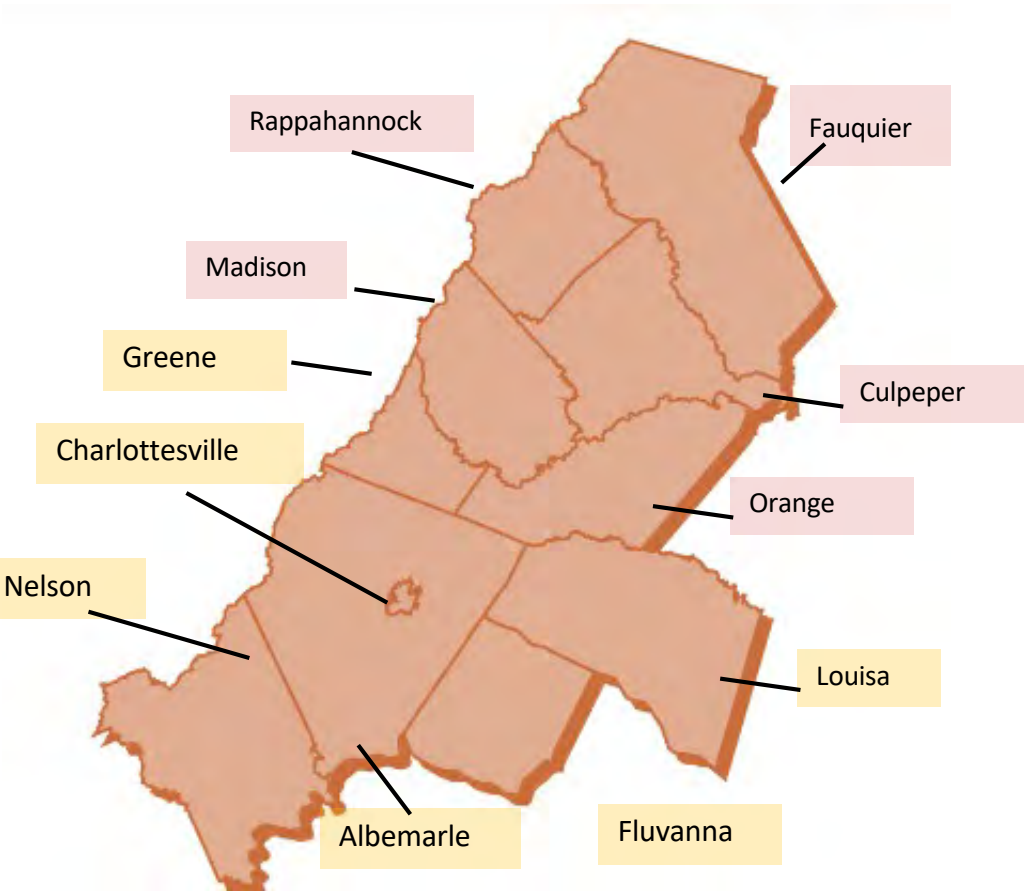 Rappahannock
Fauquier
Madison
Greene
Culpeper
Charlottesville
Orange
Nelson
Louisa
Albemarle
Fluvanna